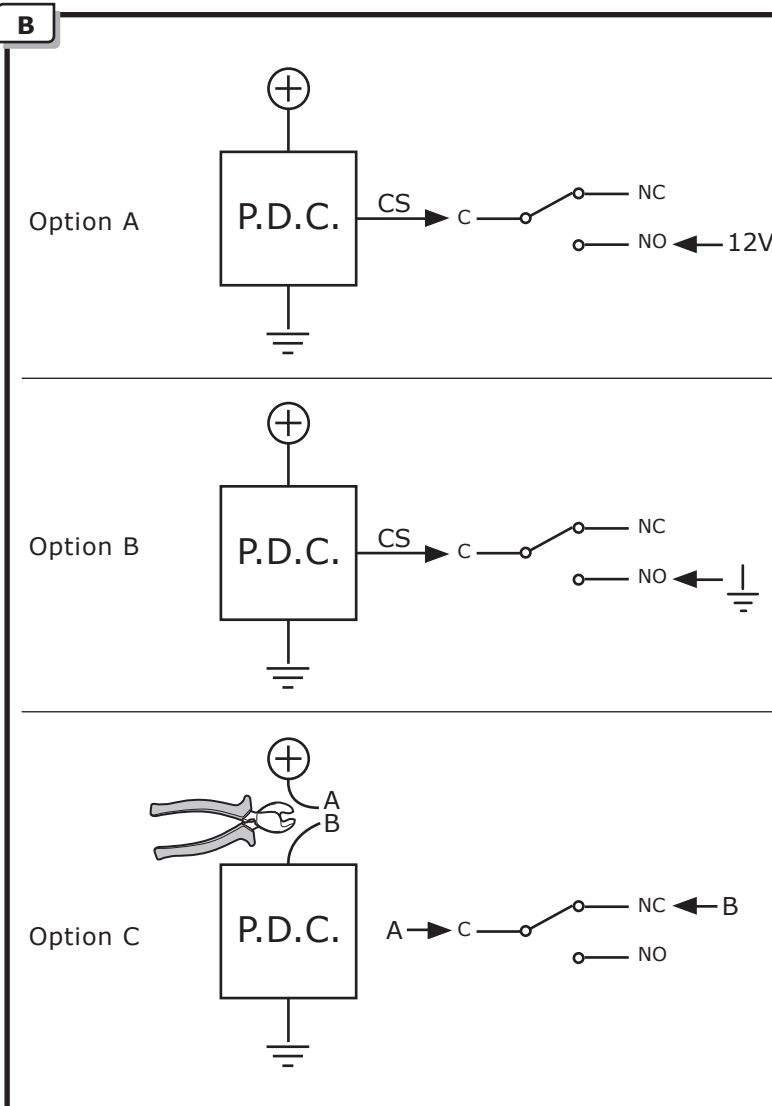 B
Option A
P.D.C.
CS
C
NC
NO
12V
Option B
P.D.C.
CS
C
NC
NO
Option C
A
B
P.D.C.
A
C
NC
B
NO